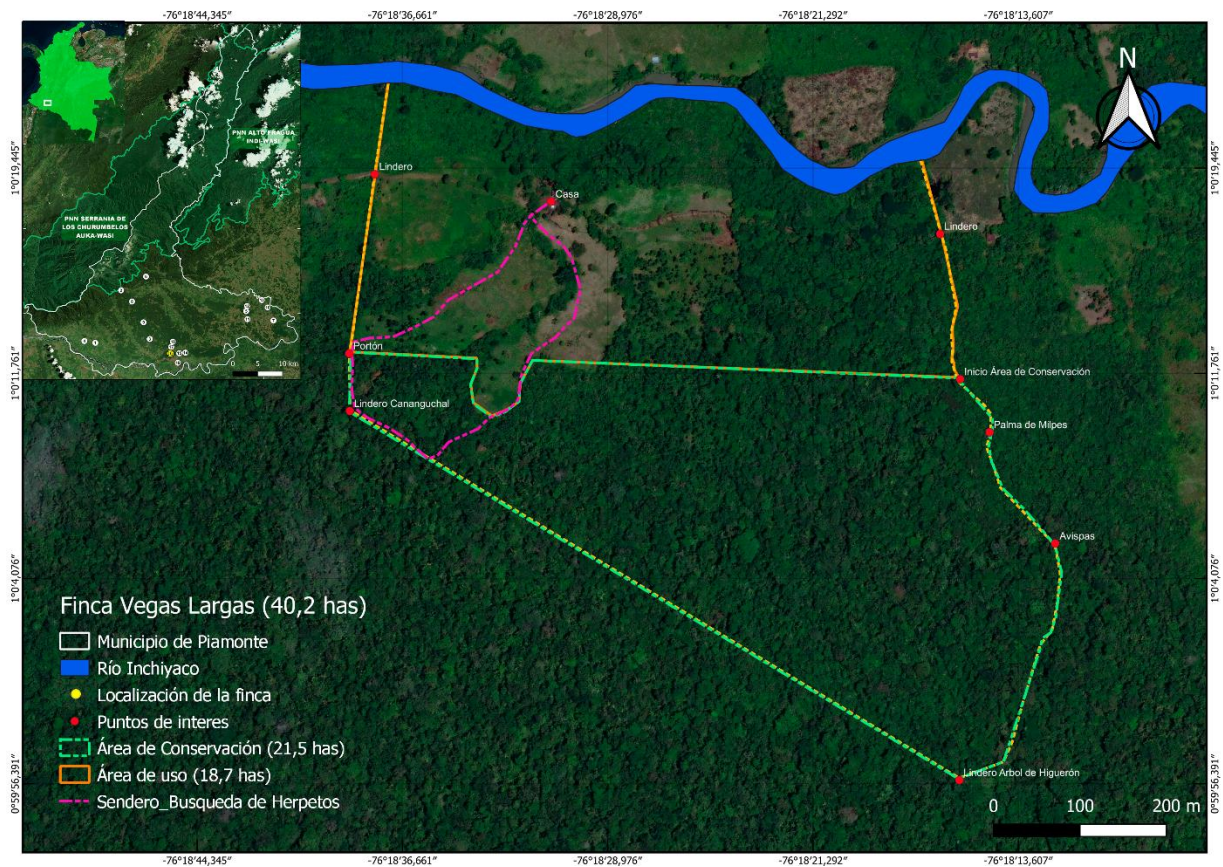 -76°18'44,345"
-76°18'36,661"
-76°18'28,976"
-76°18'21,292"
-76°18'13,607"
PNN ALTO FRAGUA
INDI-WASI
PNN SERRANIA DE
LOS CHURUMBELOS
AUKA-WASI
0 5 10 km
N
1°0'19,445"
1°0'19,445"
Lindero
Casa
Lindero
Portón
1°0'11,761"
Inicio Área de Conservación
1°0'11,761"
Lindero Cananguchal
Palma de Milpes
Avispas
1°0'4,076"
1°0'4,076"
Finca Vegas Largas (40,2 has)
Municipio de Piamonte
Río Inchiyaco
Localización de la finca
Puntos de interes
Área de Conservación (21,5 has)
Área de uso (18,7 has)
Sendero_Busqueda de Herpetos
0°59'56,391"
Lindero Arbol de Higuerón
0°59'56,391"
0 100 200 m
-76°18'44,345"
-76°18'36,661"
-76°18'28,976"
-76°18'21,292"
-76°18'13,607"